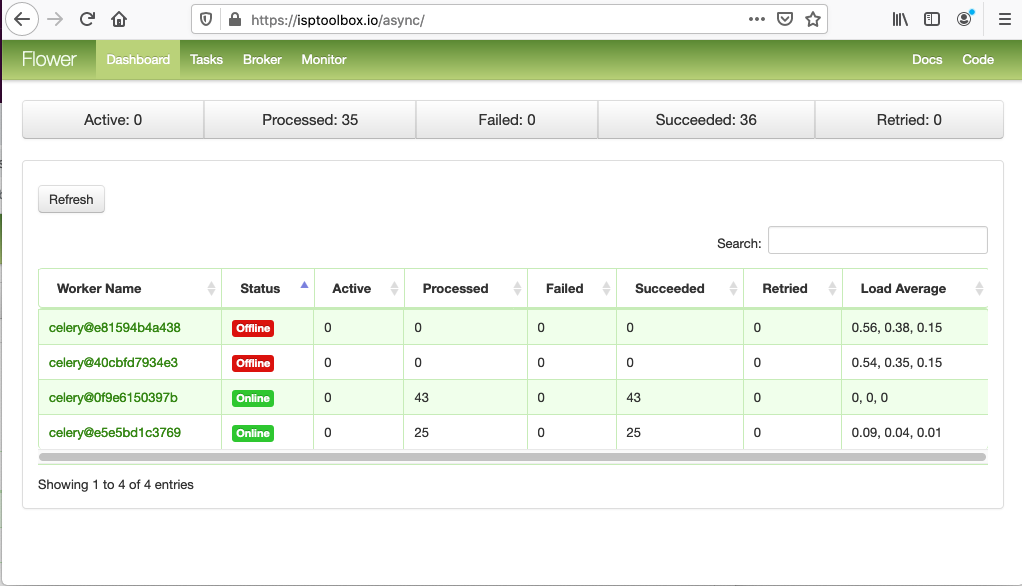 https://isptoolbox.io/async/
Flower Dashboard Tasks Broker Monitor Docs Code
Active: 0 Processed: 35 Failed: 0 Succeeded: 36 Retried: 0
Refresh
Search:
Worker Name Status Active Processed Failed Succeeded Retried Load Average
celery@e81594b4a438 Offline 0 0 0 0 0 0.56, 0.38, 0.15
celery@40cbfd7934e3 Offline 0 0 0 0 0 0.54, 0.35, 0.15
celery@0f9e6150397b Online 0 43 0 43 0 0, 0, 0
celery@e5e5bd1c3769 Online 0 25 0 25 0 0.09, 0.04, 0.01
Showing 1 to 4 of 4 entries